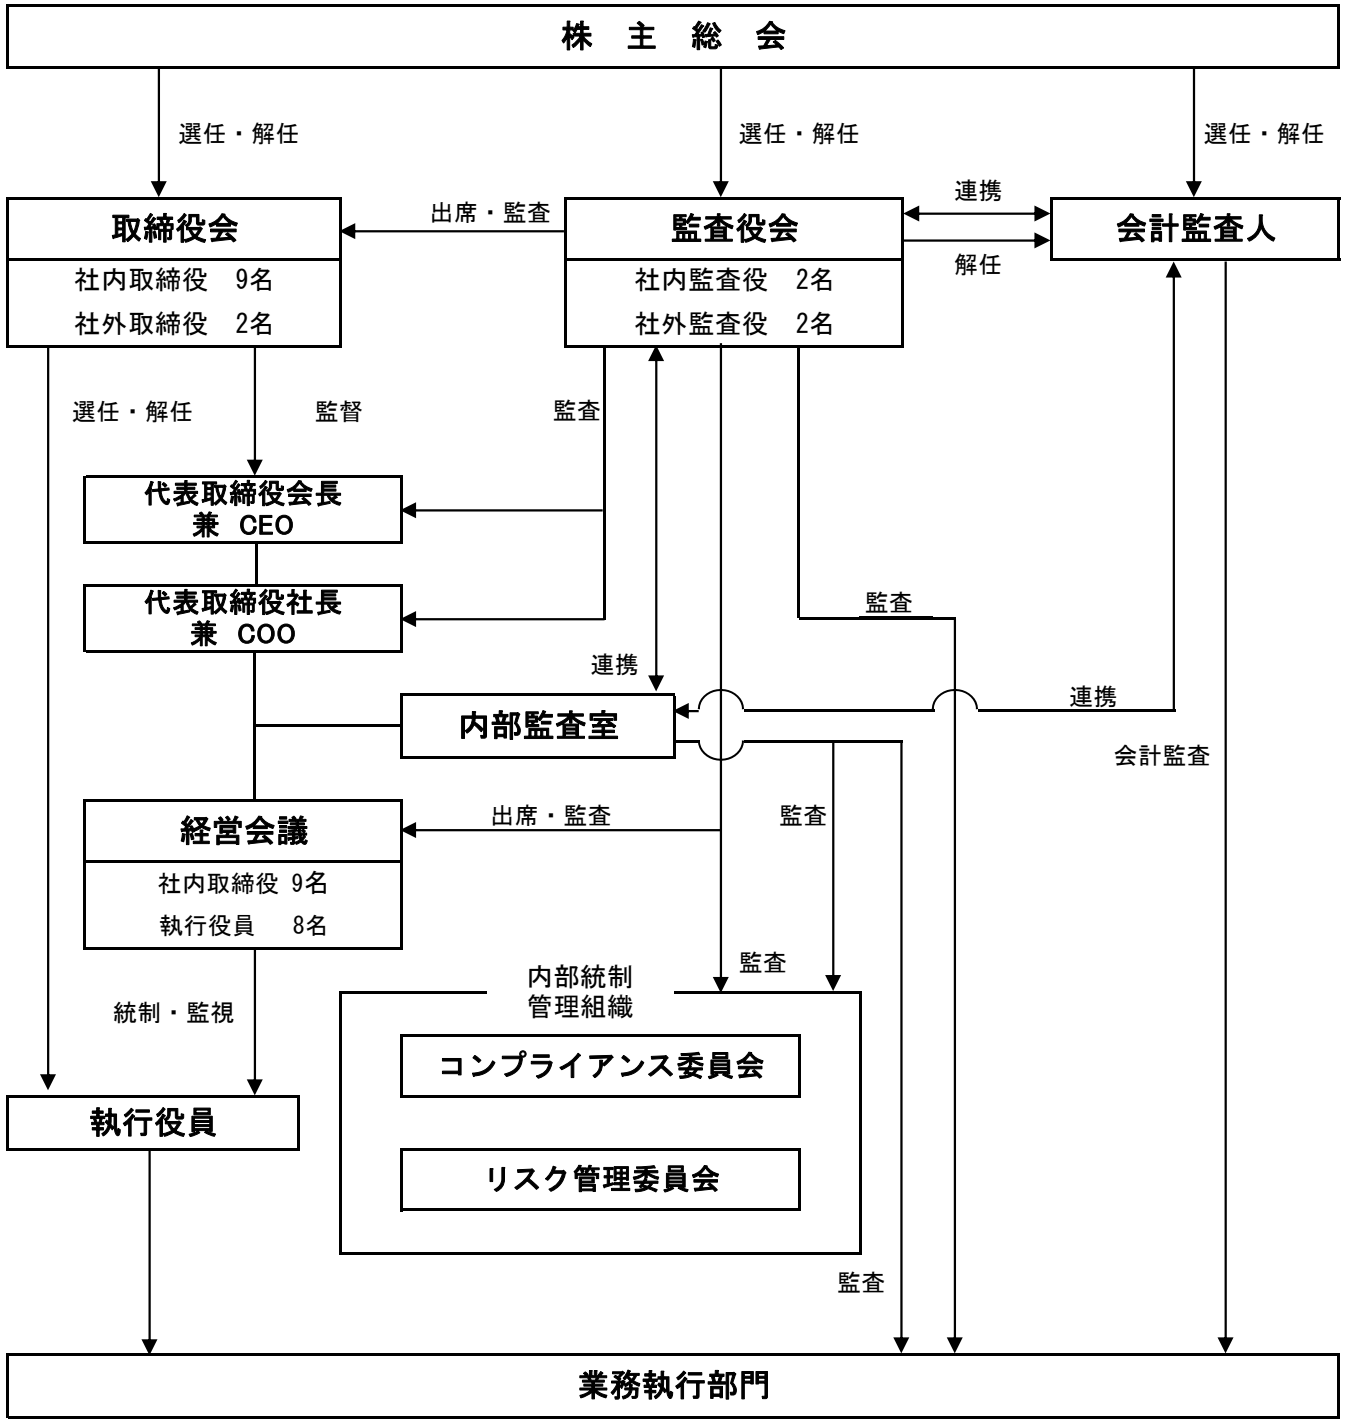 株 主 総 会
選任・解任
選任・解任
選任・解任
取締役会
社内取締役 9名
社外取締役 2名
出席・監査
監査役会
社内監査役 2名
社外監査役 2名
連携
解任
会計監査人
選任・解任
監督
監査
代表取締役会長
兼 CEO
代表取締役社長
兼 COO
監査
連携
内部監査室
連携
会計監査
経営会議
社内取締役 9名
執行役員 8名
出席・監査
監査
監査
統制・監視
内部統制
管理組織
コンプライアンス委員会
リスク管理委員会
執行役員
監査
業務執行部門